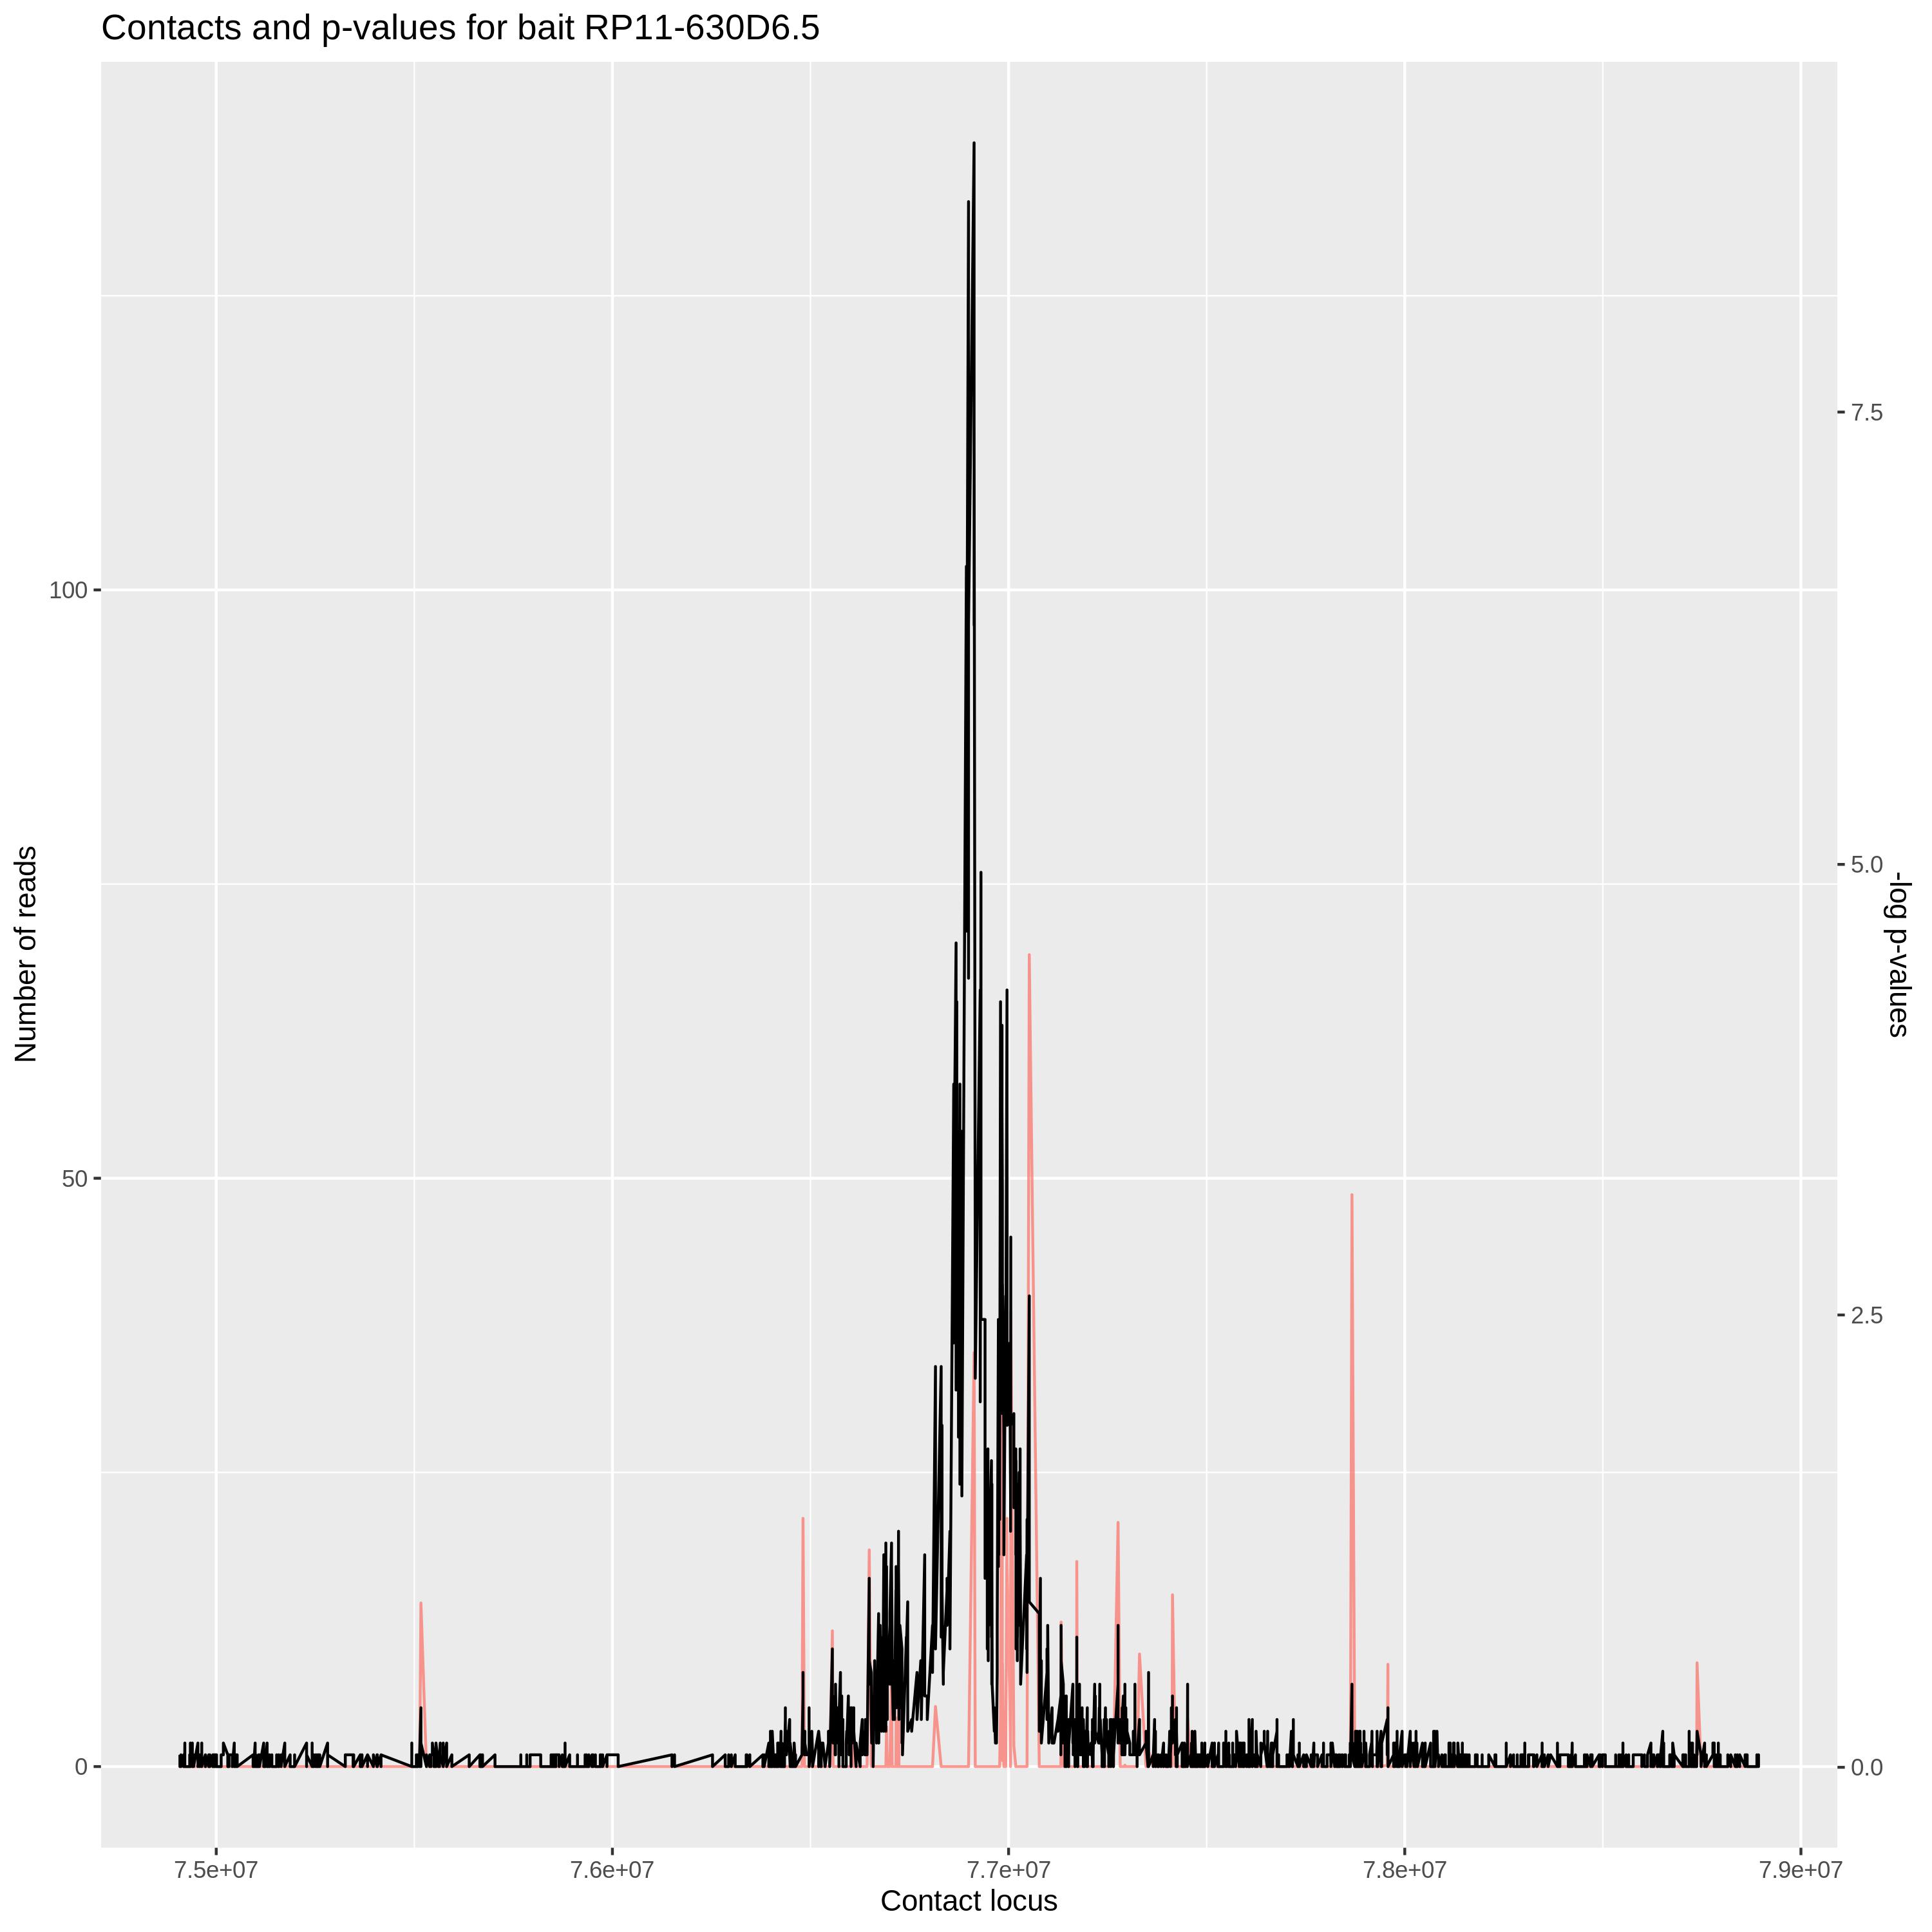 Contacts and p-values for bait RP11-630D6.5
Number of reads
100
50
0
7.5
5.0
2.5
0.0
-log p-values
7.5e+07 7.6e+07 7.7e+07 7.8e+07 7.9e+07
Contact locus